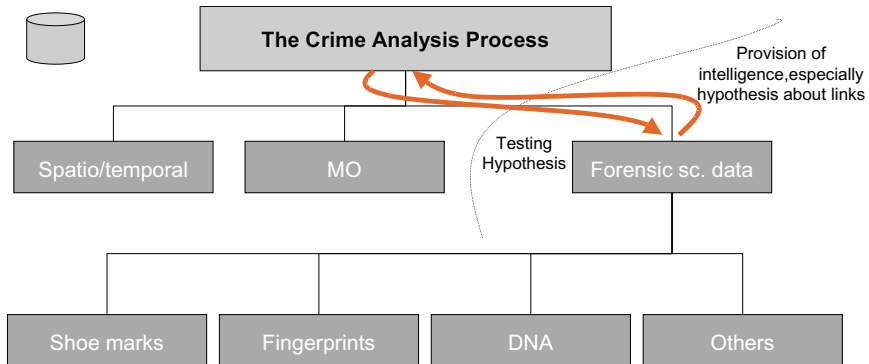 The Crime Analysis Process
Provision of
intelligence,especially
hypothesis about links
Testing
Hypothesis
Spatio/temporal
MO
Forensic sc. data
Shoe marks
Fingerprints
DNA
Others